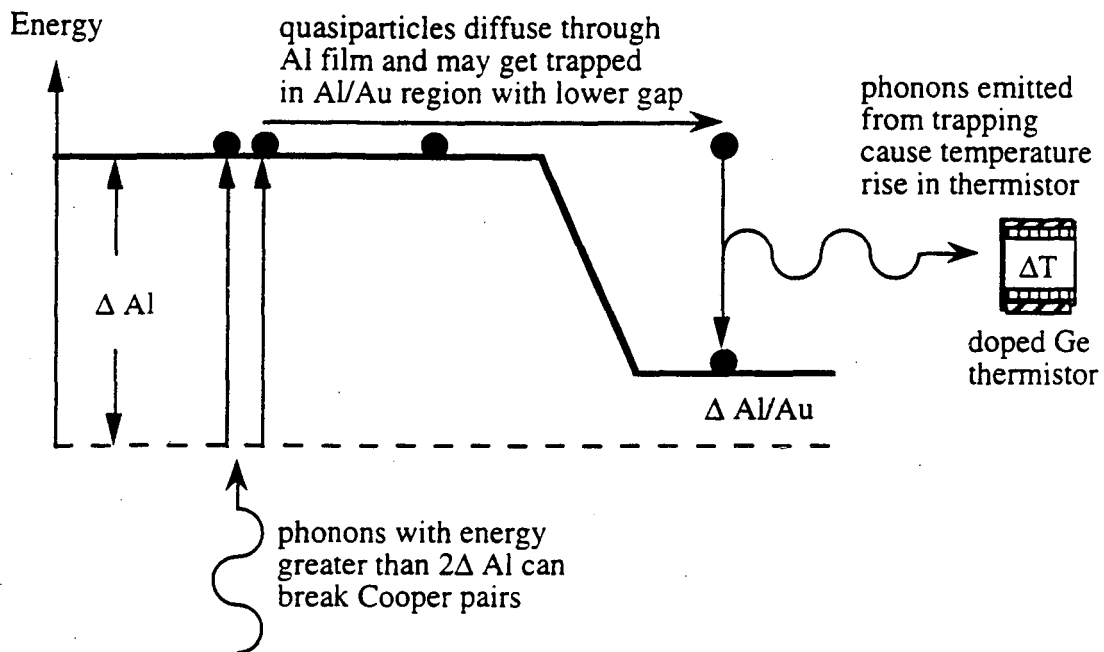 Energy
quasiparticles diffuse through
Al film and may get trapped
in Al/Au region with lower gap
phonons emitted
from trapping
cause temperature
rise in thermistor
Δ Al
ΔT
doped Ge
thermistor
Δ Al/Au
phonons with energy
greater than 2Δ Al can
break Cooper pairs